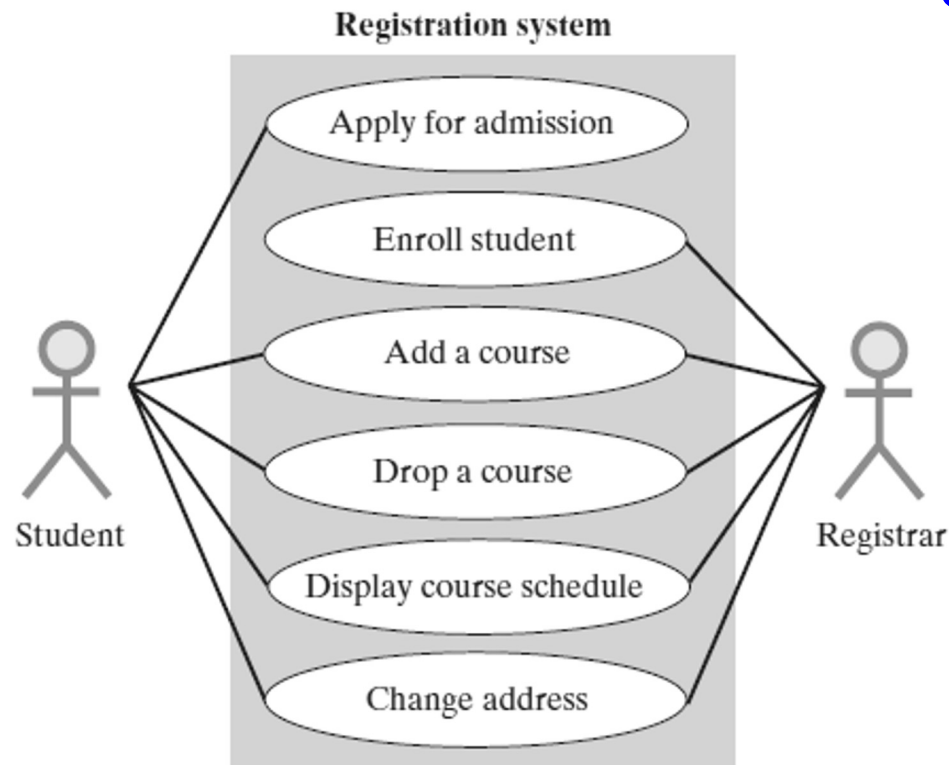 Registration system
Apply for admission
Enroll student
Add a course
Drop a course
Display course schedule
Change address
Student
Registrar